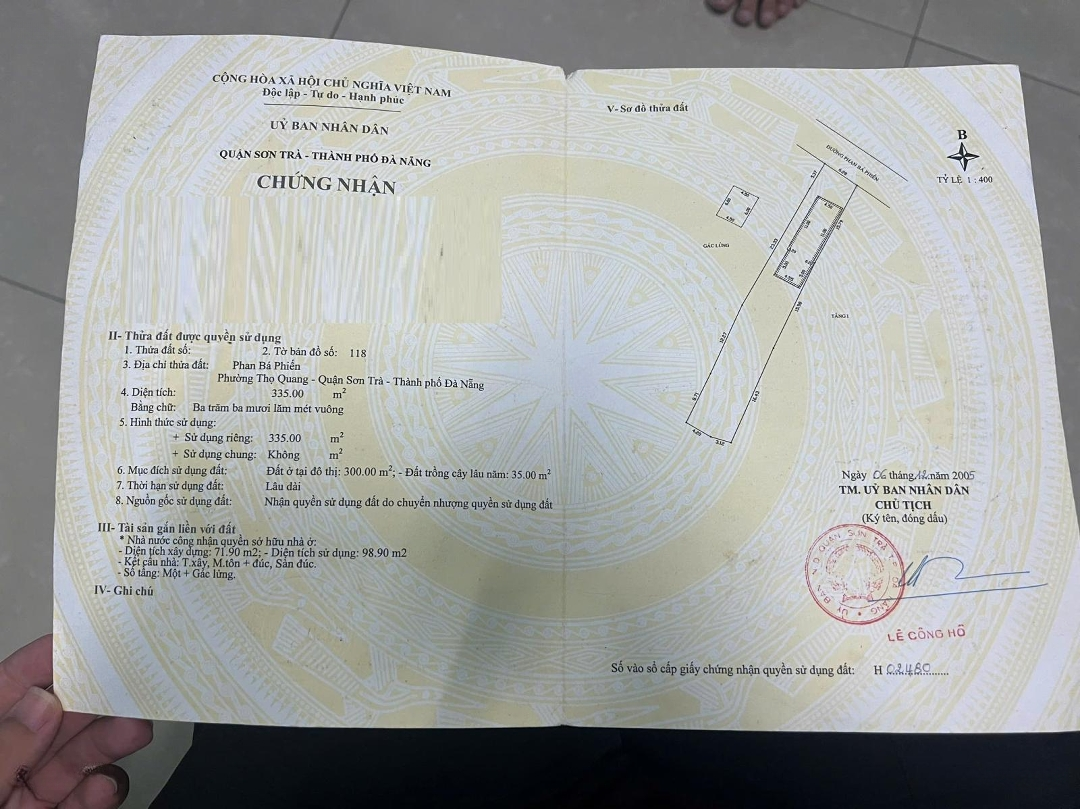 CỘNG HÒA XÃ HỘI CHỦ NGHĨA VIỆT NAM
Độc lập - Tự do - Hạnh phúc
UỶ BAN NHÂN DÂN
QUẬN SƠN TRÀ - THÀNH PHỐ ĐÀ NẴNG
CHỨNG NHẬN
II- Thửa đất được quyền sử dụng
1. Thửa đất số: 2. Tờ bản đồ số: 118
3. Địa chỉ thửa đất: Phan Bá Phiến
Phường Thọ Quang - Quận Sơn Trà - Thành phố Đà Nẵng
4. Diện tích: 335.00 m²
Bằng chữ: Ba trăm ba mươi lăm mét vuông
5. Hình thức sử dụng:
+ Sử dụng riêng: 335.00 m²
+ Sử dụng chung: Không m²
6. Mục đích sử dụng đất: Đất ở tại đô thị: 300.00 m²; - Đất trồng cây lâu năm: 35.00 m²
7. Thời hạn sử dụng đất: Lâu dài
8. Nguồn gốc sử dụng đất: Nhận quyền sử dụng đất do chuyển nhượng quyền sử dụng đất
III- Tài sản gắn liền với đất
* Nhà nước công nhận quyền sở hữu nhà ở:
- Diện tích xây dựng: 71.90 m2; - Diện tích sử dụng: 98.90 m2
- Kết cấu nhà: T.xây, M.tôn + đúc, Sàn đúc.
- Số tầng: Một + Gác lửng.
IV- Ghi chú
V- Sơ đồ thửa đất
ĐƯỜNG PHAN BÁ PHIẾN
B
TỶ LỆ 1 : 400
GÁC LỬNG
TẦNG 1
Ngày 06 tháng 12 năm 2005
TM. UỶ BAN NHÂN DÂN
CHỦ TỊCH
(Ký tên, đóng dấu)
LÊ CÔNG HỒ
Số vào sổ cấp giấy chứng nhận quyền sử dụng đất: H 02480